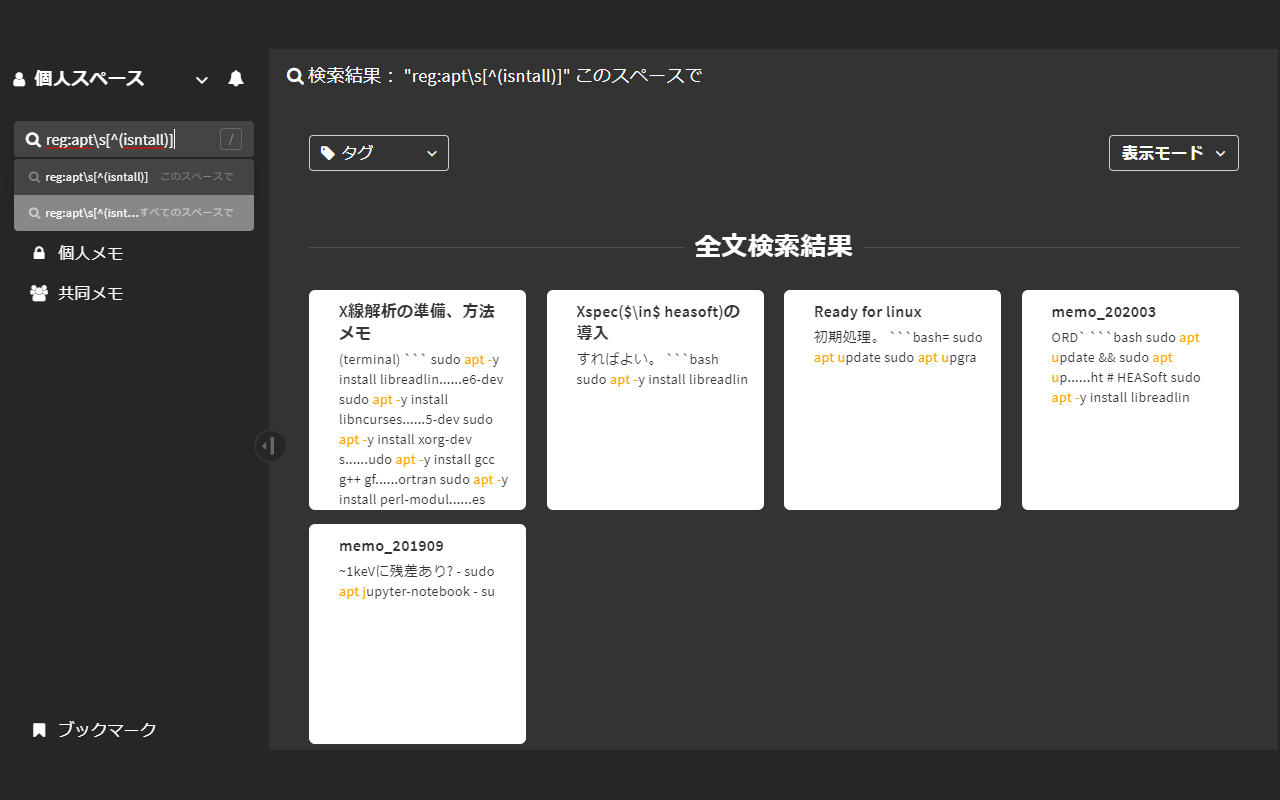 個人スペース
reg:apt\s[^(isntall)]
/
reg:apt\s[^(isntall)] このスペースで
reg:apt\s[^(isnt...すべてのスペースで
個人メモ
共同メモ
ブックマーク
検索結果： "reg:apt\s[^(isntall)]" このスペースで
タグ
表示モード
全文検索結果
X線解析の準備、方法
メモ
(terminal) ``` sudo apt -y
install libreadlin......e6-dev
sudo apt -y install
libncurses......5-dev sudo
apt -y install xorg-dev
s......udo apt -y install gcc
g++ gf......ortran sudo apt -y
install perl-modul......es
Xspec($\in$ heasoft)の
導入
すればよい。 ```bash
sudo apt -y install libreadlin
Ready for linux
初期処理。 ```bash= sudo
apt update sudo apt upgra
memo_202003
ORD` ```bash sudo apt
update && sudo apt
up......ht # HEASoft sudo
apt -y install libreadlin
memo_201909
~1keVに残差あり? - sudo
apt jupyter-notebook - su